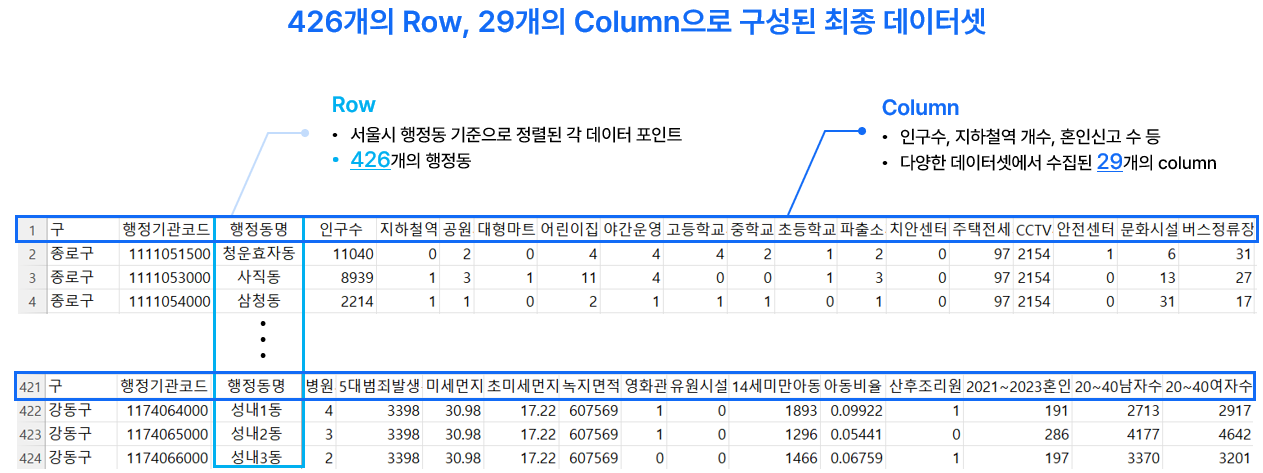 426개의 Row, 29개의 Column으로 구성된 최종 데이터셋
Row
• 서울시 행정동 기준으로 정렬된 각 데이터 포인트
• 426개의 행정동
Column
• 인구수, 지하철역 개수, 혼인신고 수 등
• 다양한 데이터셋에서 수집된 29개의 column
1 구 행정기관코드 행정동명 인구수 지하철역 공원 대형마트 어린이집 야간운영 고등학교 중학교 초등학교 파출소 치안센터 주택전세 CCTV 안전센터 문화시설 버스정류장
2 종로구 1111051500 청운효자동 11040 0 2 0 4 4 4 2 1 2 0 97 2154 1 6 31
3 종로구 1111053000 사직동 8939 1 3 1 11 4 0 0 1 3 0 97 2154 0 13 27
4 종로구 1111054000 삼청동 2214 1 1 0 2 1 1 1 0 1 0 97 2154 0 31 17
421 구 행정기관코드 행정동명 병원 5대범죄발생 미세먼지 초미세먼지 녹지면적 영화관 유원시설 14세미만아동 아동비율 산후조리원 2021~2023혼인 20~40남자수 20~40여자수
422 강동구 1174064000 성내1동 4 3398 30.98 17.22 607569 1 0 1893 0.09922 1 191 2713 2917
423 강동구 1174065000 성내2동 3 3398 30.98 17.22 607569 1 0 1296 0.05441 0 286 4177 4642
424 강동구 1174066000 성내3동 2 3398 30.98 17.22 607569 0 0 1466 0.06759 1 197 3370 3201